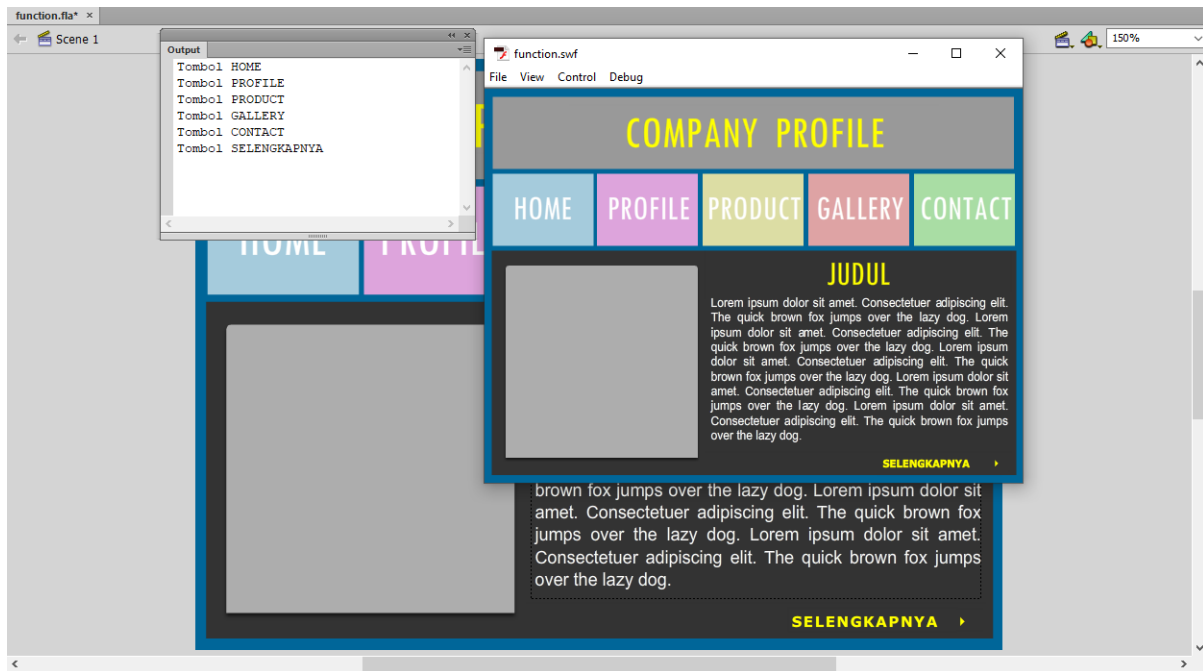 function.fla* ×
Scene 1
150%
Output
Tombol HOME
Tombol PROFILE
Tombol PRODUCT
Tombol GALLERY
Tombol CONTACT
Tombol SELENGKAPNYA
function.swf
File View Control Debug
COMPANY PROFILE
HOME PROFILE PRODUCT GALLERY CONTACT
JUDUL
Lorem ipsum dolor sit amet. Consectetuer adipiscing elit.
The quick brown fox jumps over the lazy dog. Lorem
ipsum dolor sit amet. Consectetuer adipiscing elit. The
quick brown fox jumps over the lazy dog. Lorem ipsum
dolor sit amet. Consectetuer adipiscing elit. The quick
brown fox jumps over the lazy dog. Lorem ipsum dolor sit
amet. Consectetuer adipiscing elit. The quick brown fox
jumps over the lazy dog. Lorem ipsum dolor sit amet.
Consectetuer adipiscing elit. The quick brown fox jumps
over the lazy dog.
SELENGKAPNYA
HOME PROFILE
brown fox jumps over the lazy dog. Lorem ipsum dolor sit
amet. Consectetuer adipiscing elit. The quick brown fox
jumps over the lazy dog. Lorem ipsum dolor sit amet.
Consectetuer adipiscing elit. The quick brown fox jumps
over the lazy dog.
SELENGKAPNYA